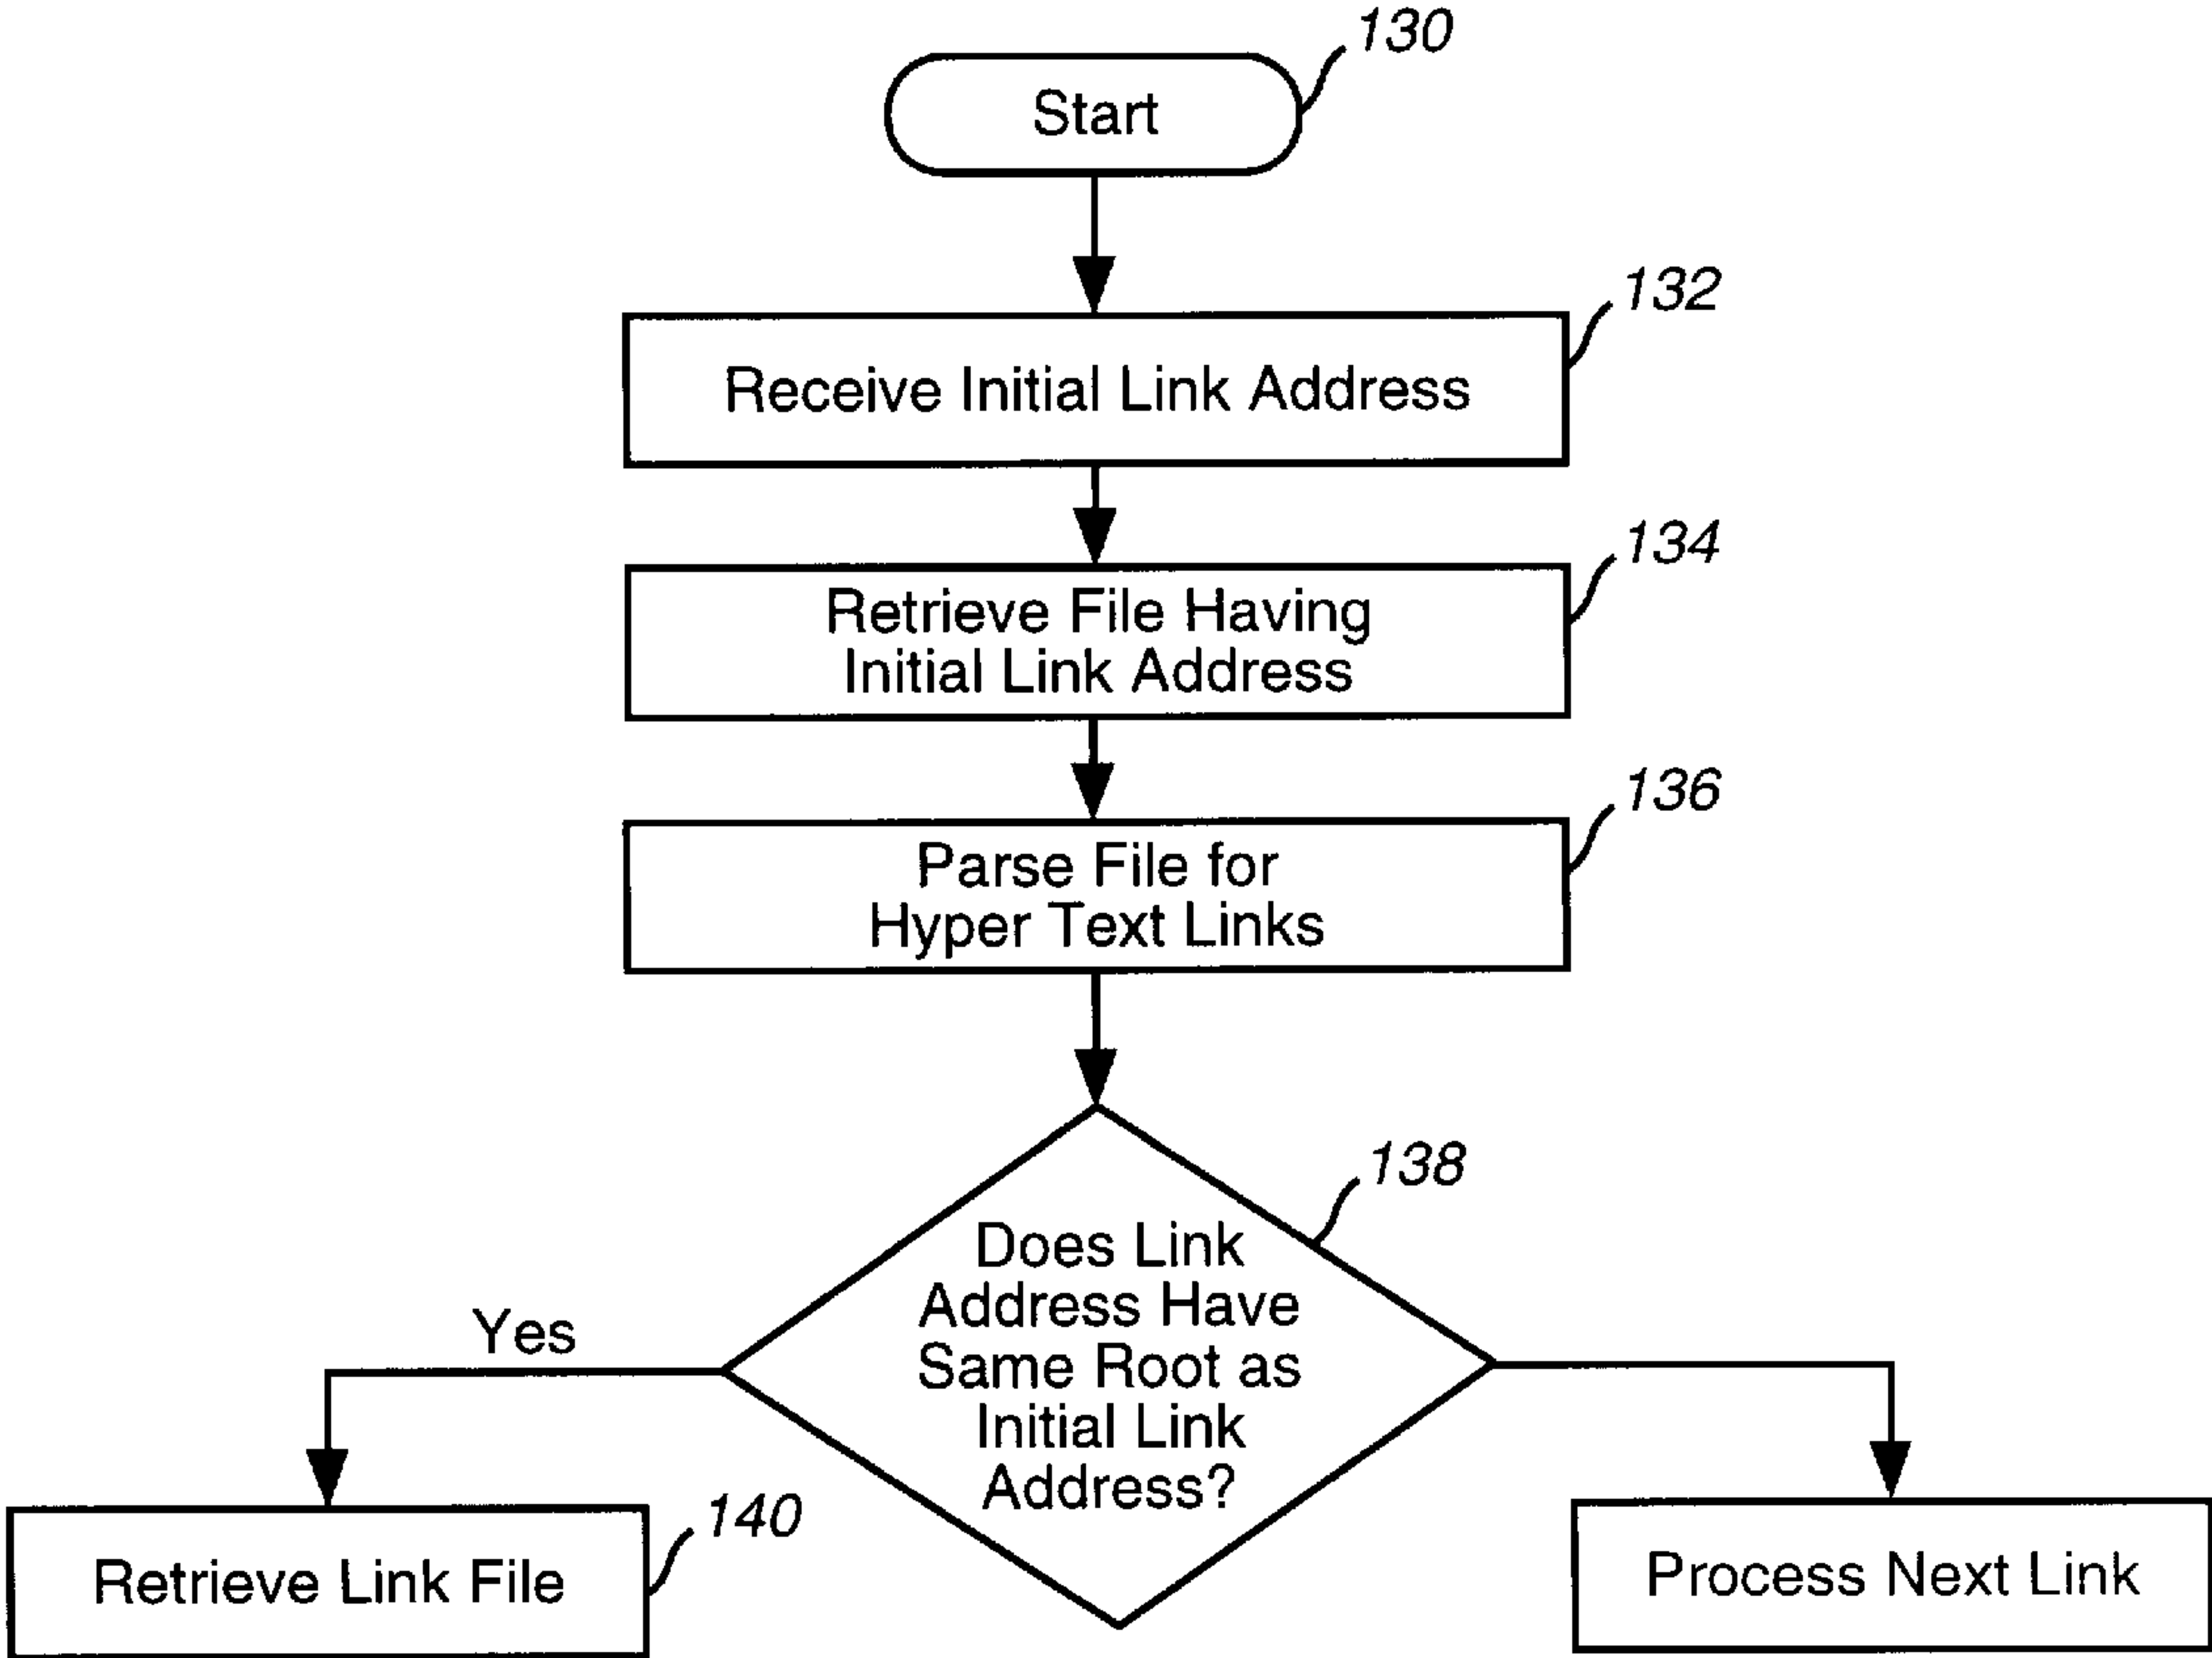 130
Start
132
Receive Initial Link Address
134
Retrieve File Having
Initial Link Address
136
Parse File for
Hyper Text Links
138
Does Link
Address Have
Same Root as
Initial Link
Address?
Yes
140
Retrieve Link File
Process Next Link